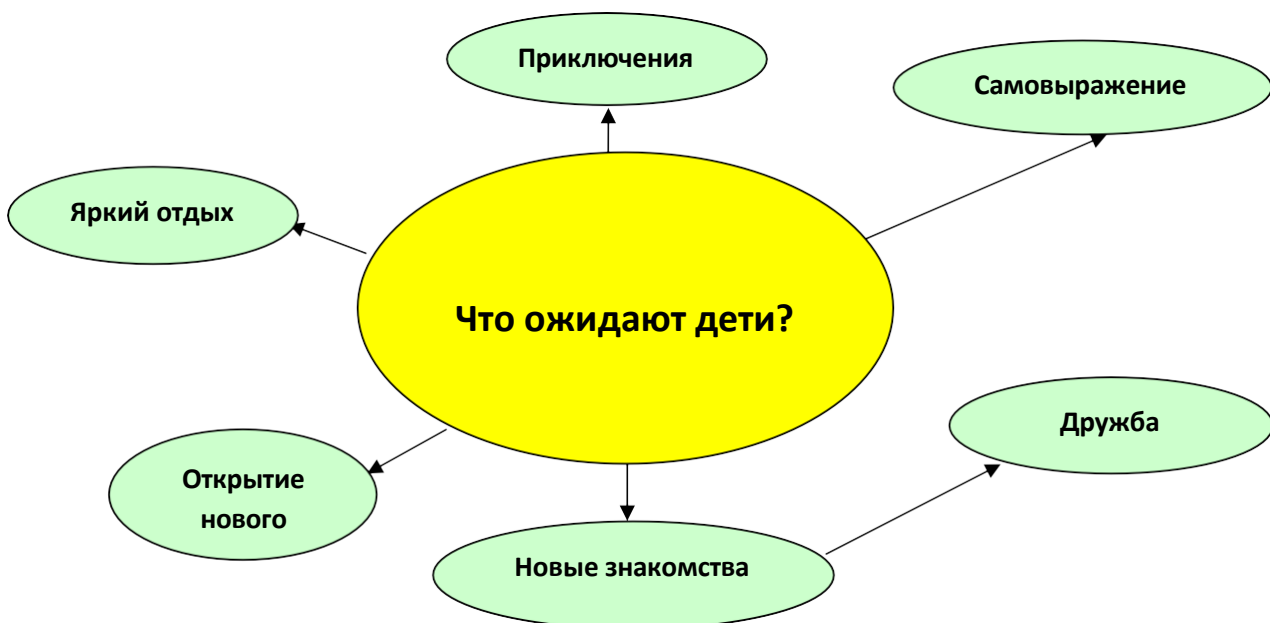 Приключения
Самовыражение
Яркий отдых
Что ожидают дети?
Дружба
Открытие
нового
Новые знакомства